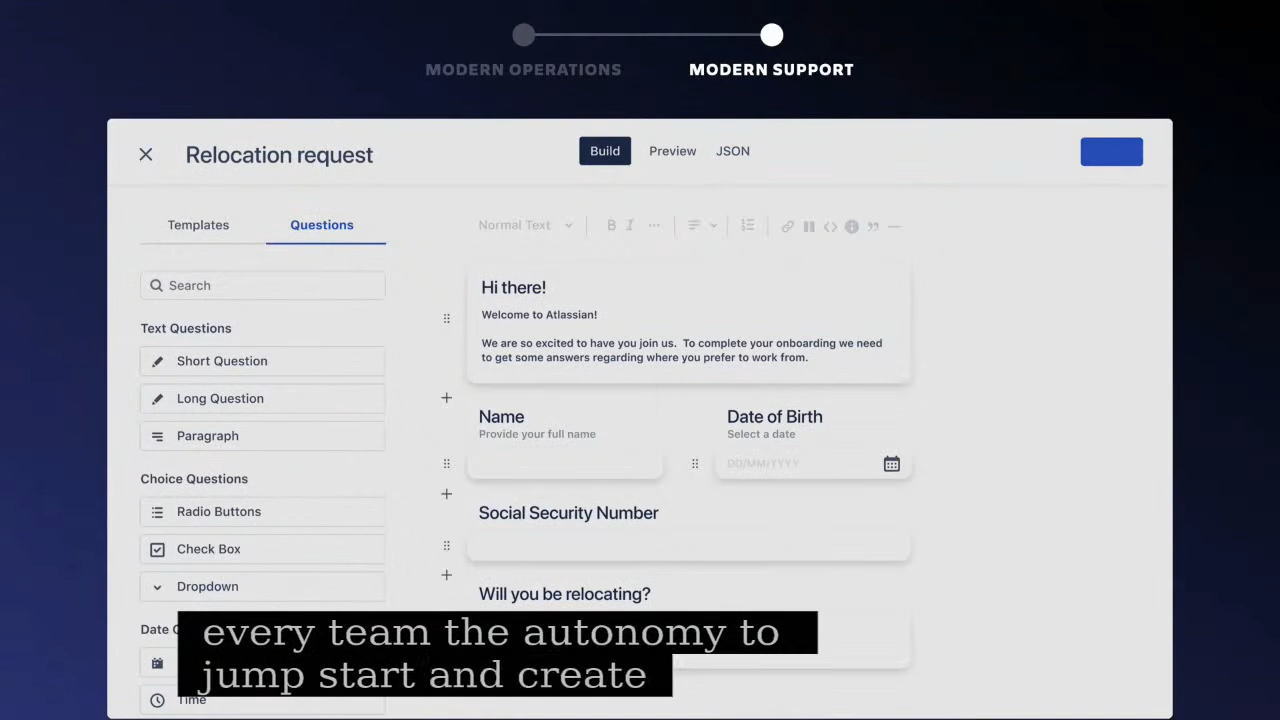 MODERN OPERATIONS
MODERN SUPPORT
Relocation request
Build
Preview
JSON
Templates
Questions
Normal Text
Search
Text Questions
Short Question
Long Question
Paragraph
Choice Questions
Radio Buttons
Check Box
Dropdown
Date
Time
Hi there!
Welcome to Atlassian!
We are so excited to have you join us. To complete your onboarding we need
to get some answers regarding where you prefer to work from.
Name
Provide your full name
Date of Birth
Select a date
DD/MM/YYYY
Social Security Number
Will you be relocating?
every team the autonomy to
jump start and create